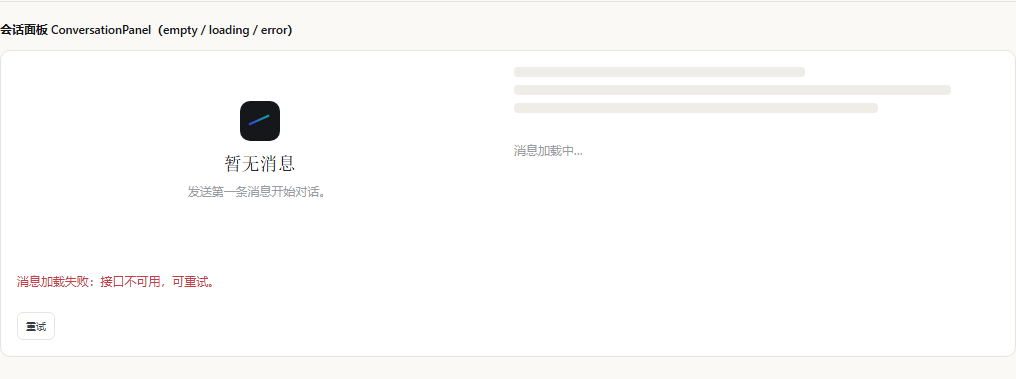 会话面板 ConversationPanel（empty / loading / error）
暂无消息
发送第一条消息开始对话。
消息加载中...
消息加载失败：接口不可用，可重试。
重试